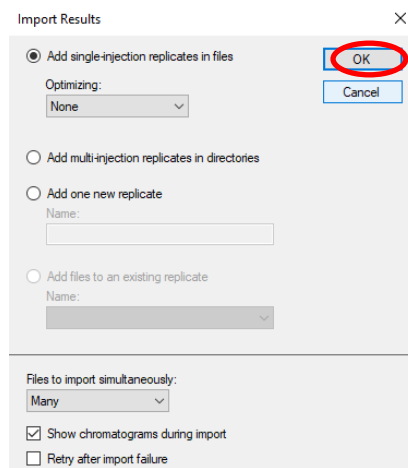 Import Results
Add single-injection replicates in files
OK
Optimizing:
None
Cancel
Add multi-injection replicates in directories
Add one new replicate
Name:
Add files to an existing replicate
Name:
Files to import simultaneously:
Many
Show chromatograms during import
Retry after import failure